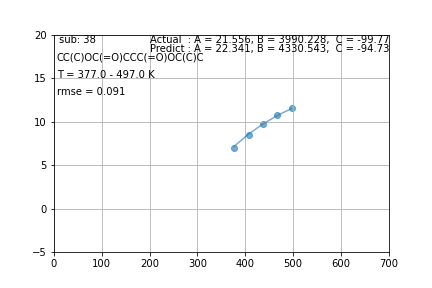 sub: 38
Actual : A = 21.556, B = 3990.228, C = -99.77
Predict : A = 22.341, B = 4330.543, C = -94.73
CC(C)OC(=O)CCC(=O)OC(C)C
T = 377.0 - 497.0 K
rmse = 0.091
20
15
10
5
0
−5
0 100 200 300 400 500 600 700